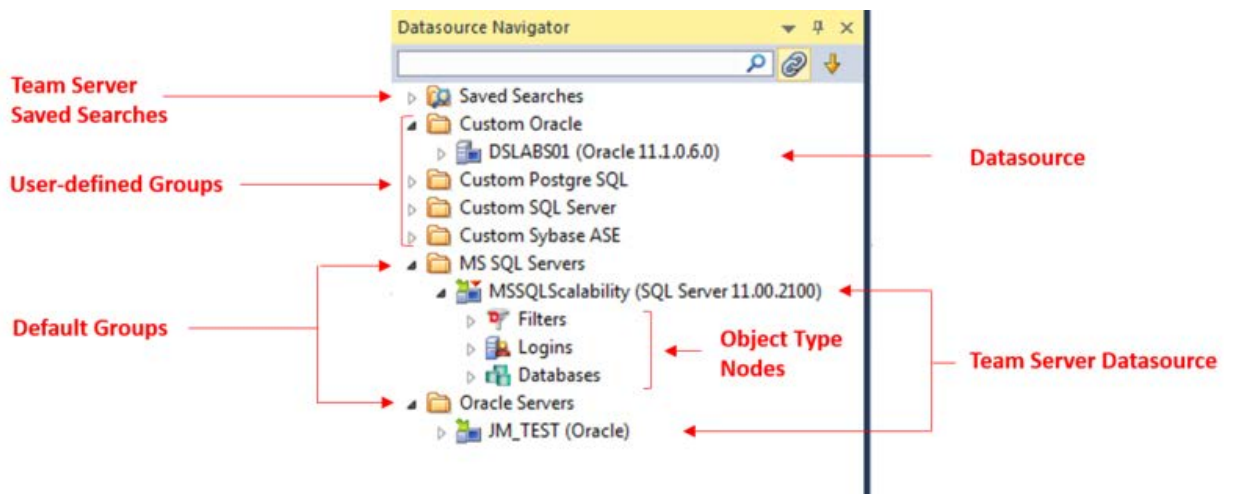 Datasource Navigator
Team Server
Saved Searches
Saved Searches
Custom Oracle
DSLABS01 (Oracle 11.1.0.6.0)
Datasource
User-defined Groups
Custom Postgre SQL
Custom SQL Server
Custom Sybase ASE
MS SQL Servers
MSSQLScalability (SQL Server 11.00.2100)
Default Groups
Filters
Logins
Databases
Object Type
Nodes
Team Server Datasource
Oracle Servers
JM_TEST (Oracle)